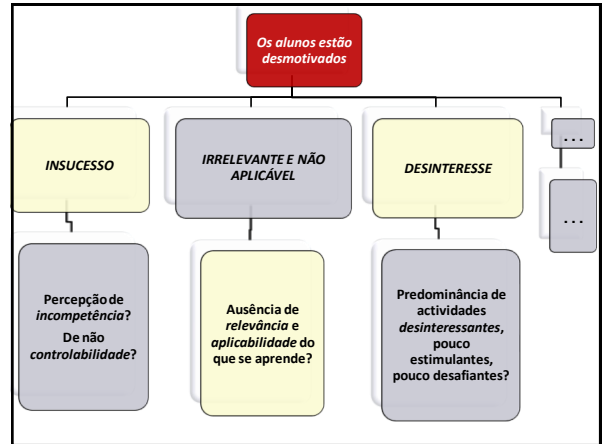 Os alunos estão
desmotivados
INSUCESSO
IRRELEVANTE E NÃO
APLICÁVEL
DESINTERESSE
...
Percepção de
incompetência?
De não
controlabilidade?
Ausência de
relevância e
aplicabilidade do
que se aprende?
Predominância de
actividades
desinteressantes,
pouco
estimulantes,
pouco desafiantes?
...